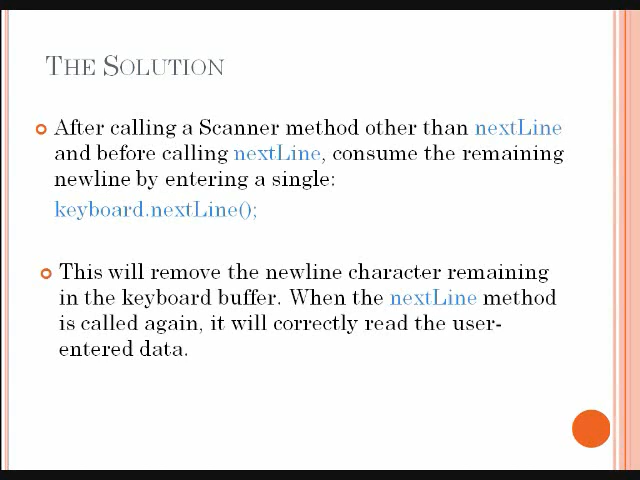 THE SOLUTION
After calling a Scanner method other than nextLine
and before calling nextLine, consume the remaining
newline by entering a single:
keyboard.nextLine();
This will remove the newline character remaining
in the keyboard buffer. When the nextLine method
is called again, it will correctly read the user-
entered data.